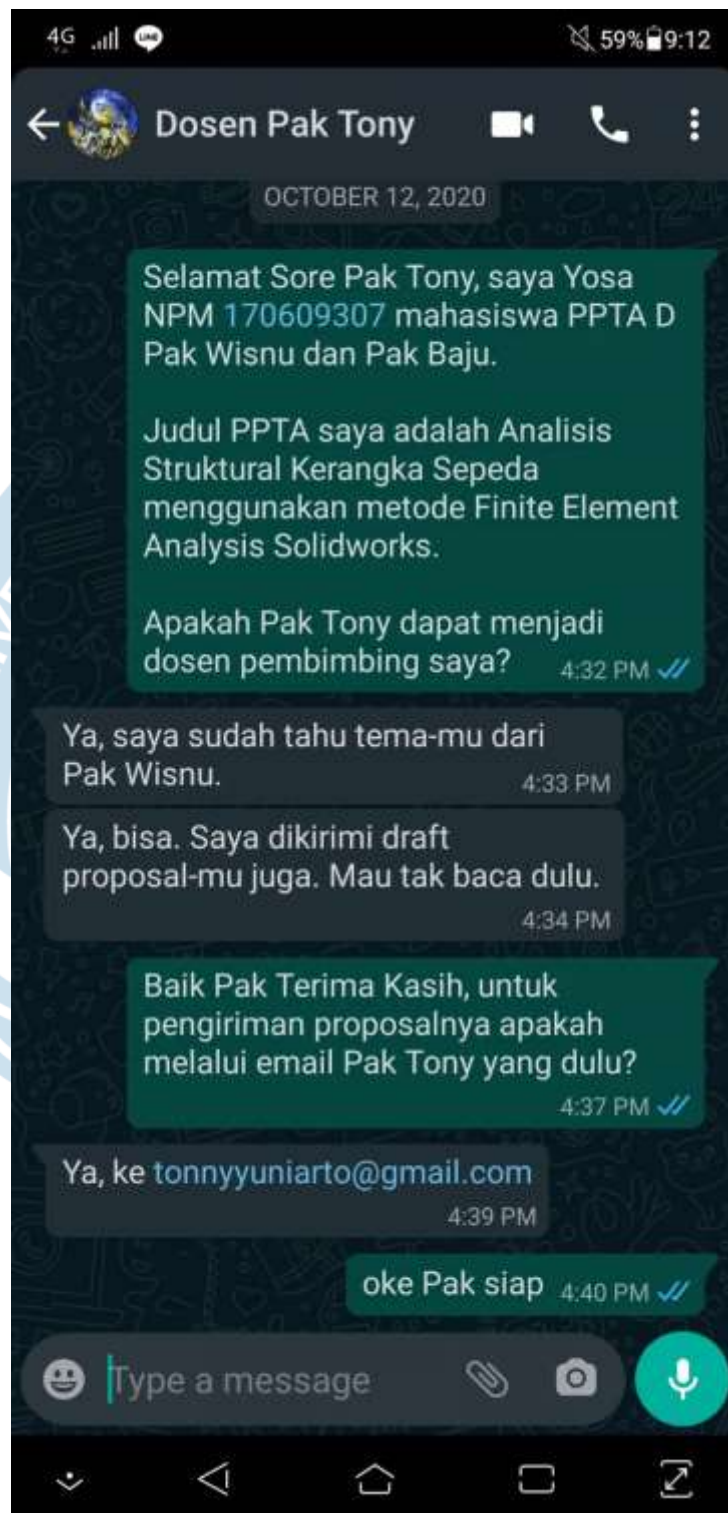 4G 59% 9:12
Dosen Pak Tony
OCTOBER 12, 2020
Selamat Sore Pak Tony, saya Yosa
NPM 170609307 mahasiswa PPTA D
Pak Wisnu dan Pak Baju.
Judul PPTA saya adalah Analisis
Struktural Kerangka Sepeda
menggunakan metode Finite Element
Analysis Solidworks.
Apakah Pak Tony dapat menjadi
dosen pembimbing saya? 4:32 PM
Ya, saya sudah tahu tema-mu dari
Pak Wisnu. 4:33 PM
Ya, bisa. Saya dikirimi draft
proposal-mu juga. Mau tak baca dulu.
4:34 PM
Baik Pak Terima Kasih, untuk
pengiriman proposalnya apakah
melalui email Pak Tony yang dulu?
4:37 PM
Ya, ke tonnyyuniarto@gmail.com
4:39 PM
oke Pak siap 4:40 PM
Type a message